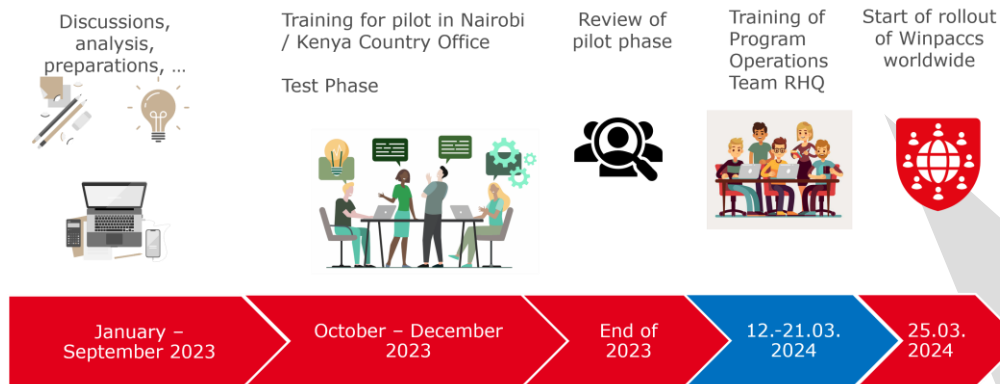 Discussions,
analysis,
preparations, …
Training for pilot in Nairobi
/ Kenya Country Office
Test Phase
Review of
pilot phase
Training of
Program
Operations
Team RHQ
Start of rollout
of Winpaccs
worldwide
January –
September 2023
October – December
2023
End of
2023
12.-21.03.
2024
25.03.
2024